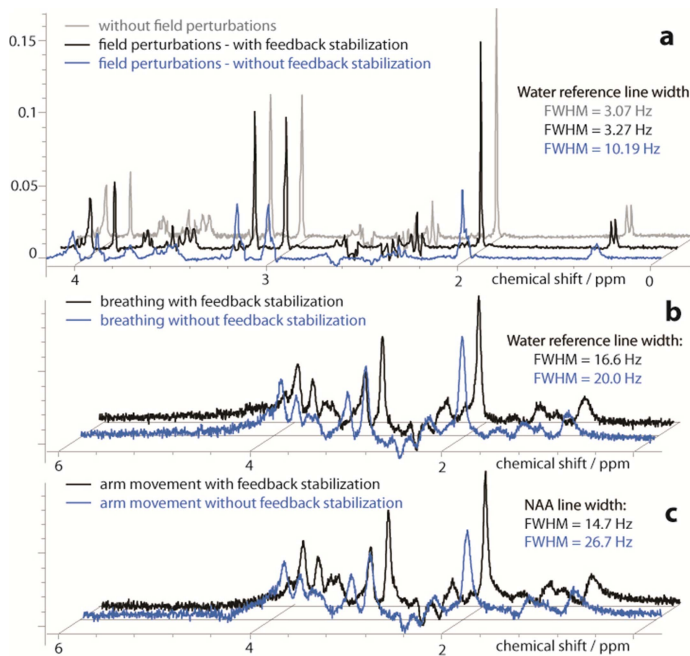 without field perturbations
field perturbations - with feedback stabilization
field perturbations - without feedback stabilization
a
0.15
0.1
0.05
0
Water reference line width
FWHM = 3.07 Hz
FWHM = 3.27 Hz
FWHM = 10.19 Hz
4 3 2 chemical shift / ppm 0
breathing with feedback stabilization
breathing without feedback stabilization
b
Water reference line width:
FWHM = 16.6 Hz
FWHM = 20.0 Hz
6 4 2 chemical shift / ppm
arm movement with feedback stabilization
arm movement without feedback stabilization
c
NAA line width:
FWHM = 14.7 Hz
FWHM = 26.7 Hz
6 4 2 chemical shift / ppm